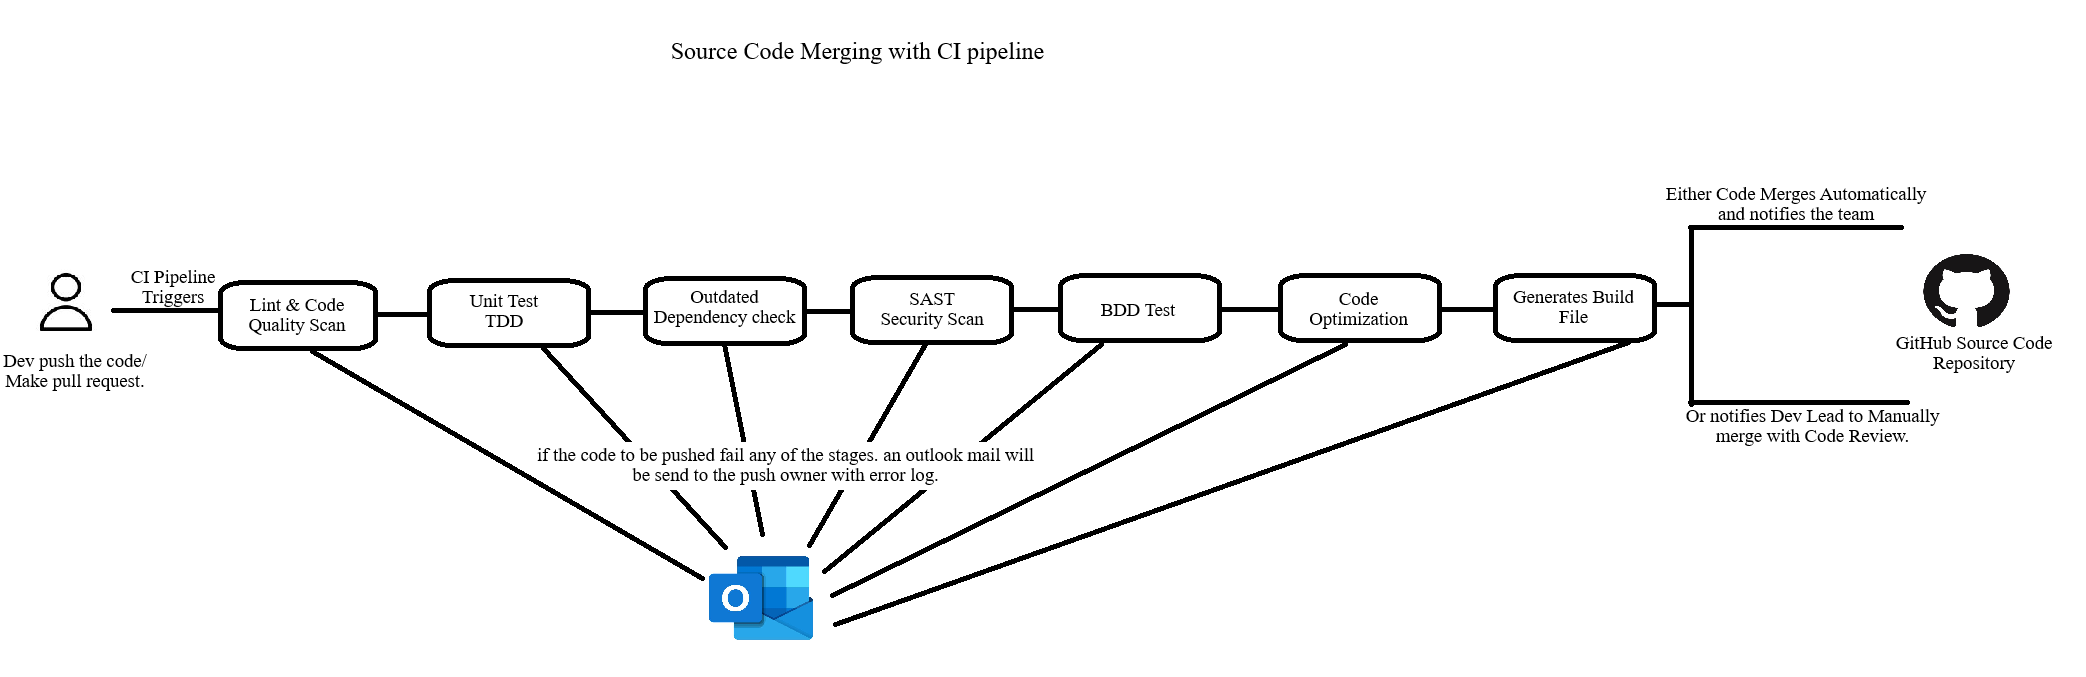 Source Code Merging with CI pipeline
Either Code Merges Automatically
and notifies the team
CI Pipeline
Triggers
Lint & Code
Quality Scan
Unit Test
TDD
Outdated
Dependency check
SAST
Security Scan
BDD Test
Code
Optimization
Generates Build
File
Dev push the code/
Make pull request.
GitHub Source Code
Repository
Or notifies Dev Lead to Manually
merge with Code Review.
if the code to be pushed fail any of the stages. an outlook mail will
be send to the push owner with error log.
O